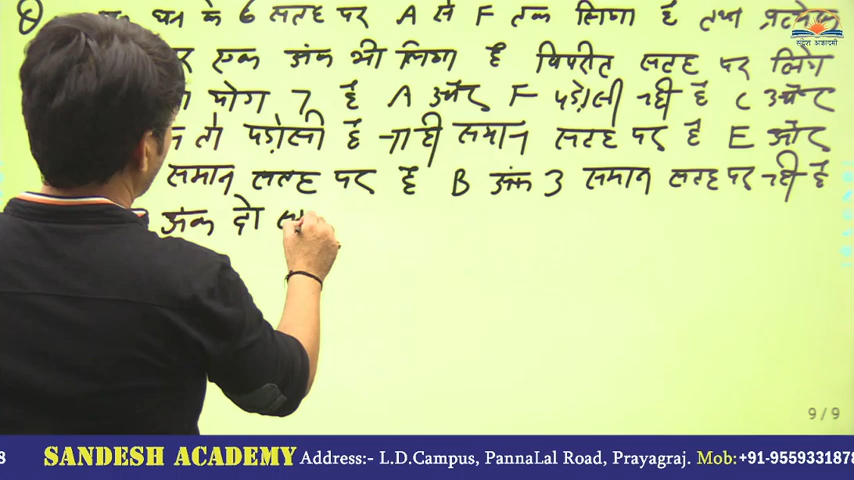 के 6 सतह पर A से F तक लिखा है तथा प्रत्येक
एक अंक भी लिखा है विपरीत सतह पर लिखे
योग 7 है A और F पड़ोसी नही है C और
तो पड़ोसी है नाही समान सतह पर है E और
समान सतह पर है B अंक 3 समान सतह पर नही है
अंक दो
संदेश अकादमी
9/9
8 SANDESH ACADEMY Address:- L.D.Campus, PannaLal Road, Prayagraj. Mob:+91-9559331878